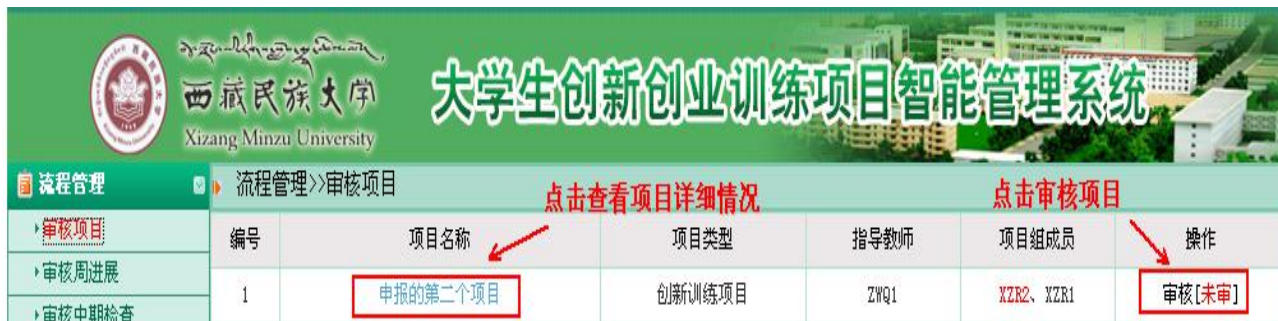 西藏民族大学
Xizang Minzu University
大学生创新创业训练项目智能管理系统
流程管理
流程管理>>审核项目
点击查看项目详细情况
点击审核项目
审核项目
审核周进展
审核中期检查
编号 项目名称 项目类型 指导教师 项目组成员 操作
1 申报的第二个项目 创新训练项目 ZWQ1 XZR2、XZR1 审核[未审]